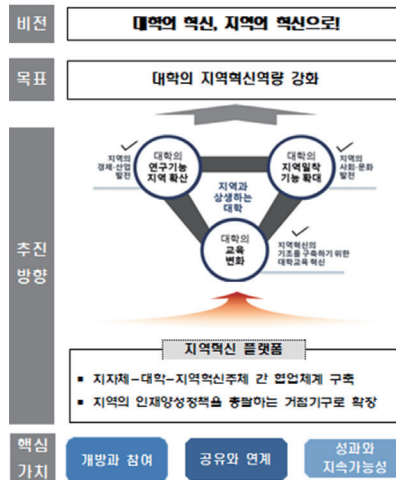 비전
대학의 혁신, 지역의 혁신으로!
목표
대학의 지역혁신역량 강화
추진
방향
지역의
경제·산업
발전
대학의
연구기능
지역 확산
대학의
지역밀착
기능 확대
지역의
사회·문화
발전
지역과
상생하는
대학
대학의
교육
변화
지역혁신의
기초를 구축하기 위한
대학교육 혁신
지역혁신 플랫폼
▪ 지자체-대학-지역혁신주체 간 협업체계 구축
▪ 지역의 인재양성정책을 총괄하는 거점기구로 확장
핵심
가치
개방과 참여
공유와 연계
성과와
지속가능성